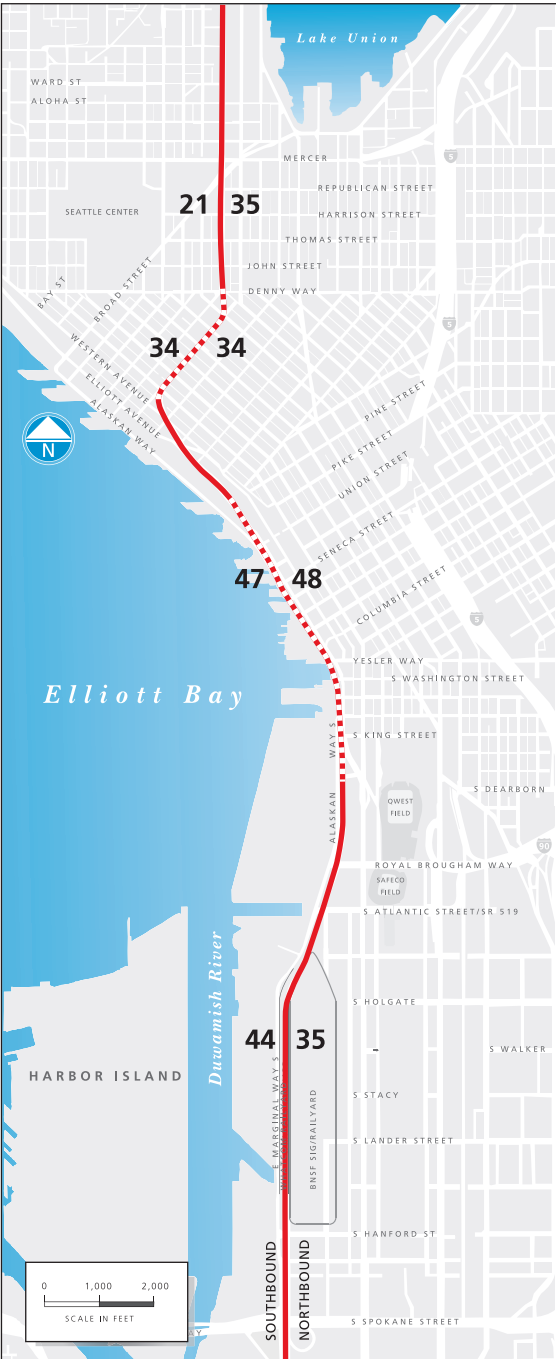 Lake Union
WARD ST
ALOHA ST
MERCER
5
REPUBLICAN STREET
SEATTLE CENTER
21
35
HARRISON STREET
THOMAS STREET
JOHN STREET
BAY ST
BROAD STREET
DENNY WAY
5
34
34
WESTERN AVENUE
ELLIOTT AVENUE
ALASKAN WAY
PINE STREET
N
PIKE STREET
UNION STREET
SENECA STREET
47
48
COLUMBIA STREET
5
YESLER WAY
S WASHINGTON STREET
Elliott Bay
ALASKAN WAY S
S KING STREET
S DEARBORN
QWEST
FIELD
90
ROYAL BROUGHAM WAY
SAFECO
FIELD
S ATLANTIC STREET/SR 519
Duwamish River
S HOLGATE
44
35
S WALKER
HARBOR ISLAND
E MARGINAL WAY S
BNSF SIG/RAILYARD
S STACY
S LANDER STREET
S HANFORD ST
SOUTHBOUND
NORTHBOUND
0
1,000
2,000
SCALE IN FEET
AY
S SPOKANE STREET